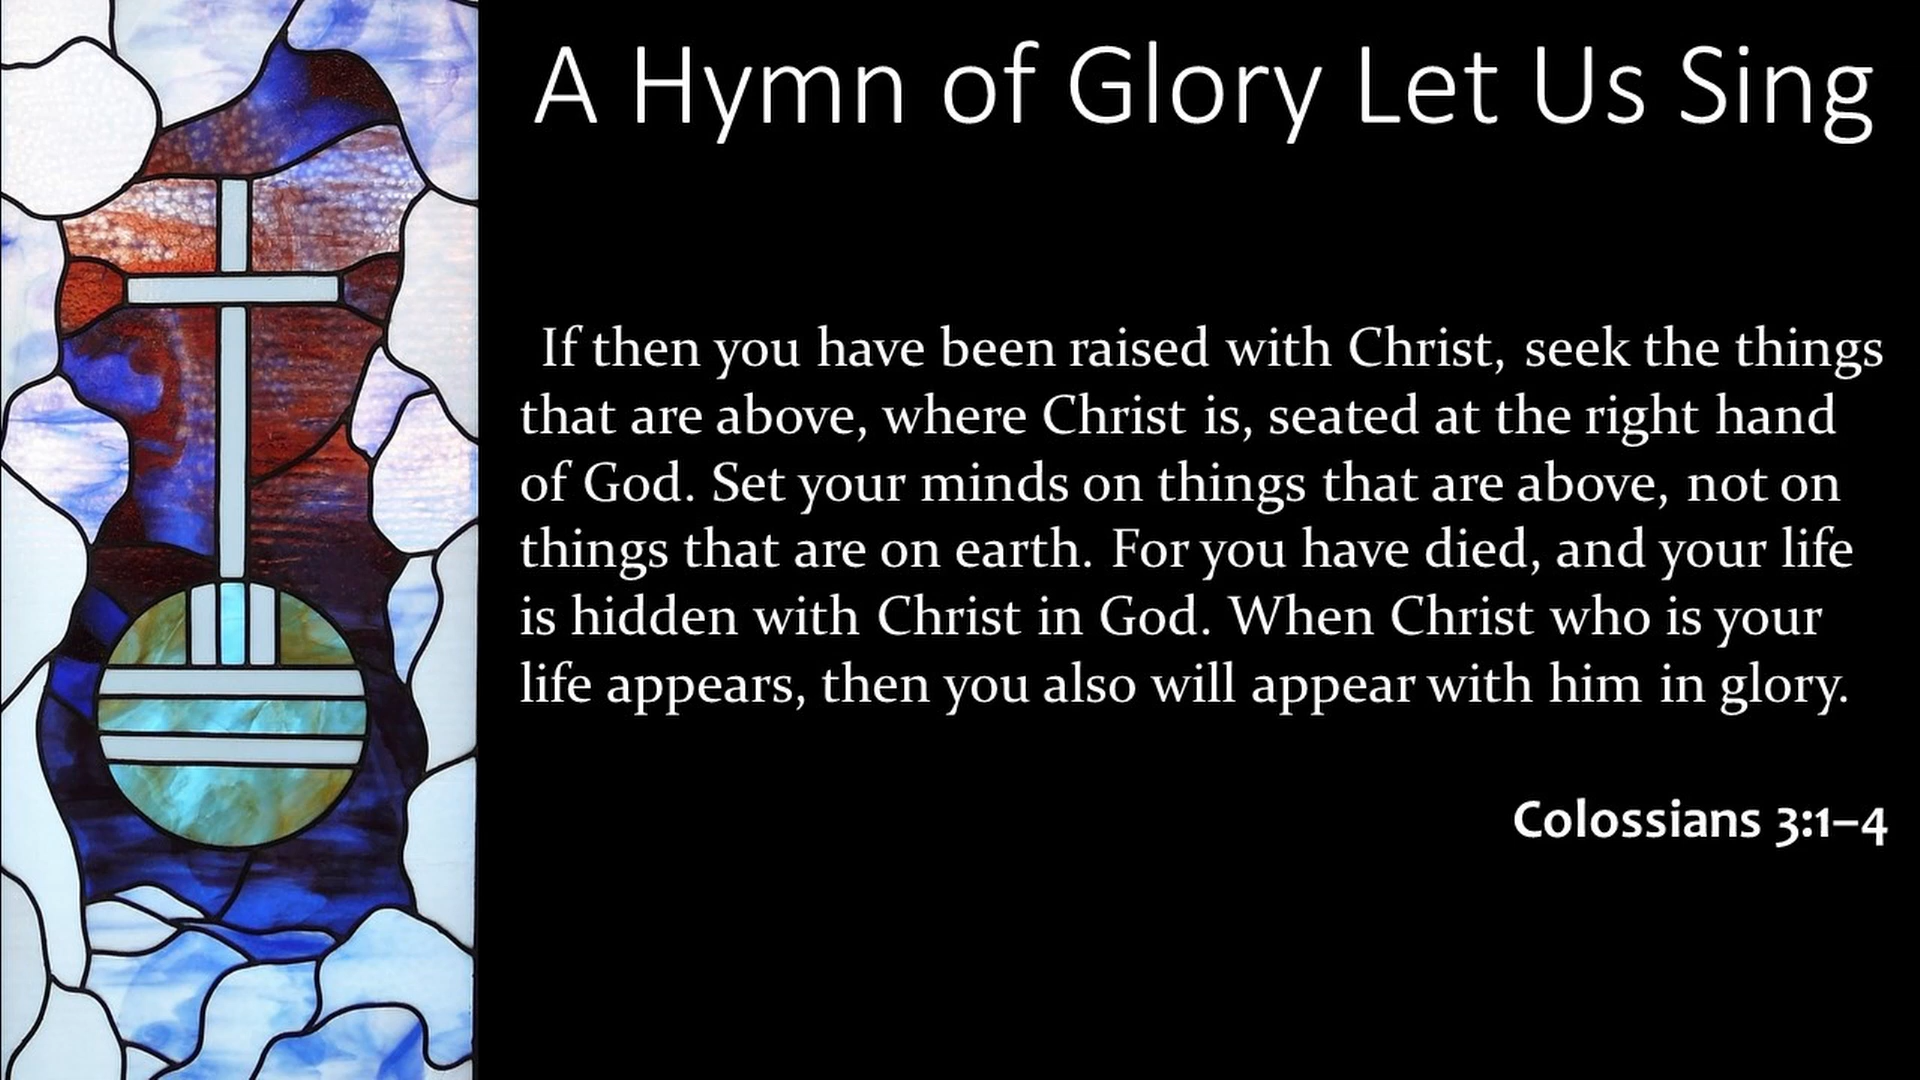 A Hymn of Glory Let Us Sing
If then you have been raised with Christ, seek the things
that are above, where Christ is, seated at the right hand
of God. Set your minds on things that are above, not on
things that are on earth. For you have died, and your life
is hidden with Christ in God. When Christ who is your
life appears, then you also will appear with him in glory.
Colossians 3:1–4